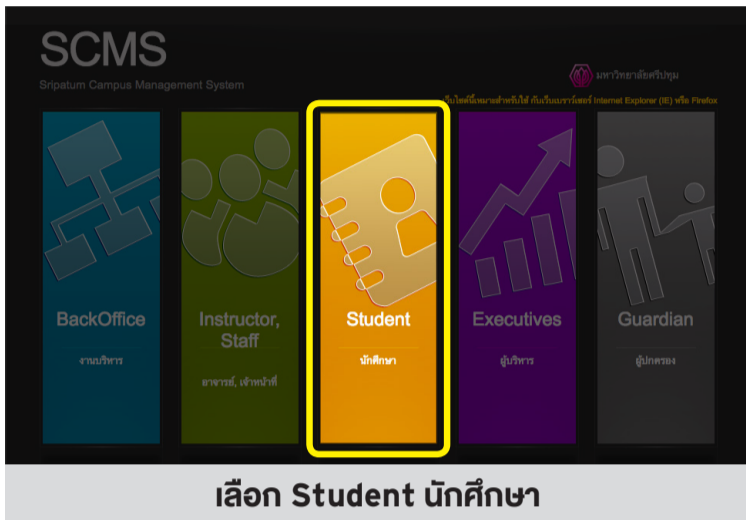 SCMS
Sripatum Campus Management System
มหาวิทยาลัยศรีปทุม
เว็บไซต์นี้เหมาะสำหรับใช้ กับเว็บเบราว์เซอร์ Internet Explorer (IE) หรือ Firefox
BackOffice
งานบริหาร
Instructor,
Staff
อาจารย์, เจ้าหน้าที่
Student
นักศึกษา
Executives
ผู้บริหาร
Guardian
ผู้ปกครอง
เลือก Student นักศึกษา